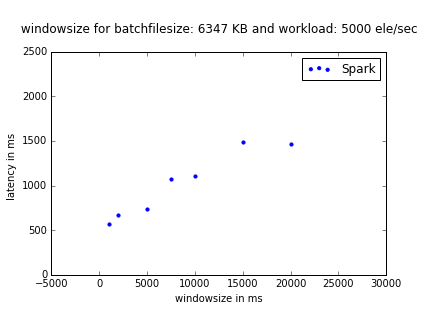 windowsize for batchfilesize: 6347 KB and workload: 5000 ele/sec
2500
Spark
2000
latency in ms
1500
1000
500
0
−5000 0 5000 10000 15000 20000 25000 30000
windowsize in ms